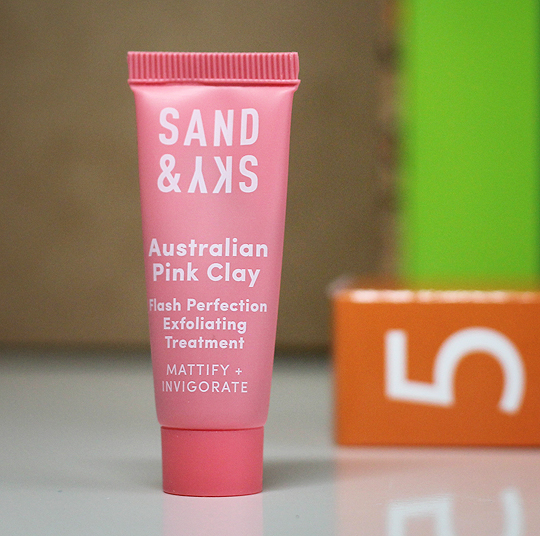 SAND
&SKY
Australian
Pink Clay
Flash Perfection
Exfoliating
Treatment
MATTIFY +
INVIGORATE
5